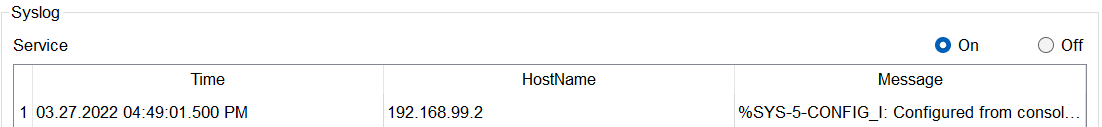 Syslog
Service On Off
Time HostName Message
1 03.27.2022 04:49:01.500 PM 192.168.99.2 %SYS-5-CONFIG_I: Configured from consol...